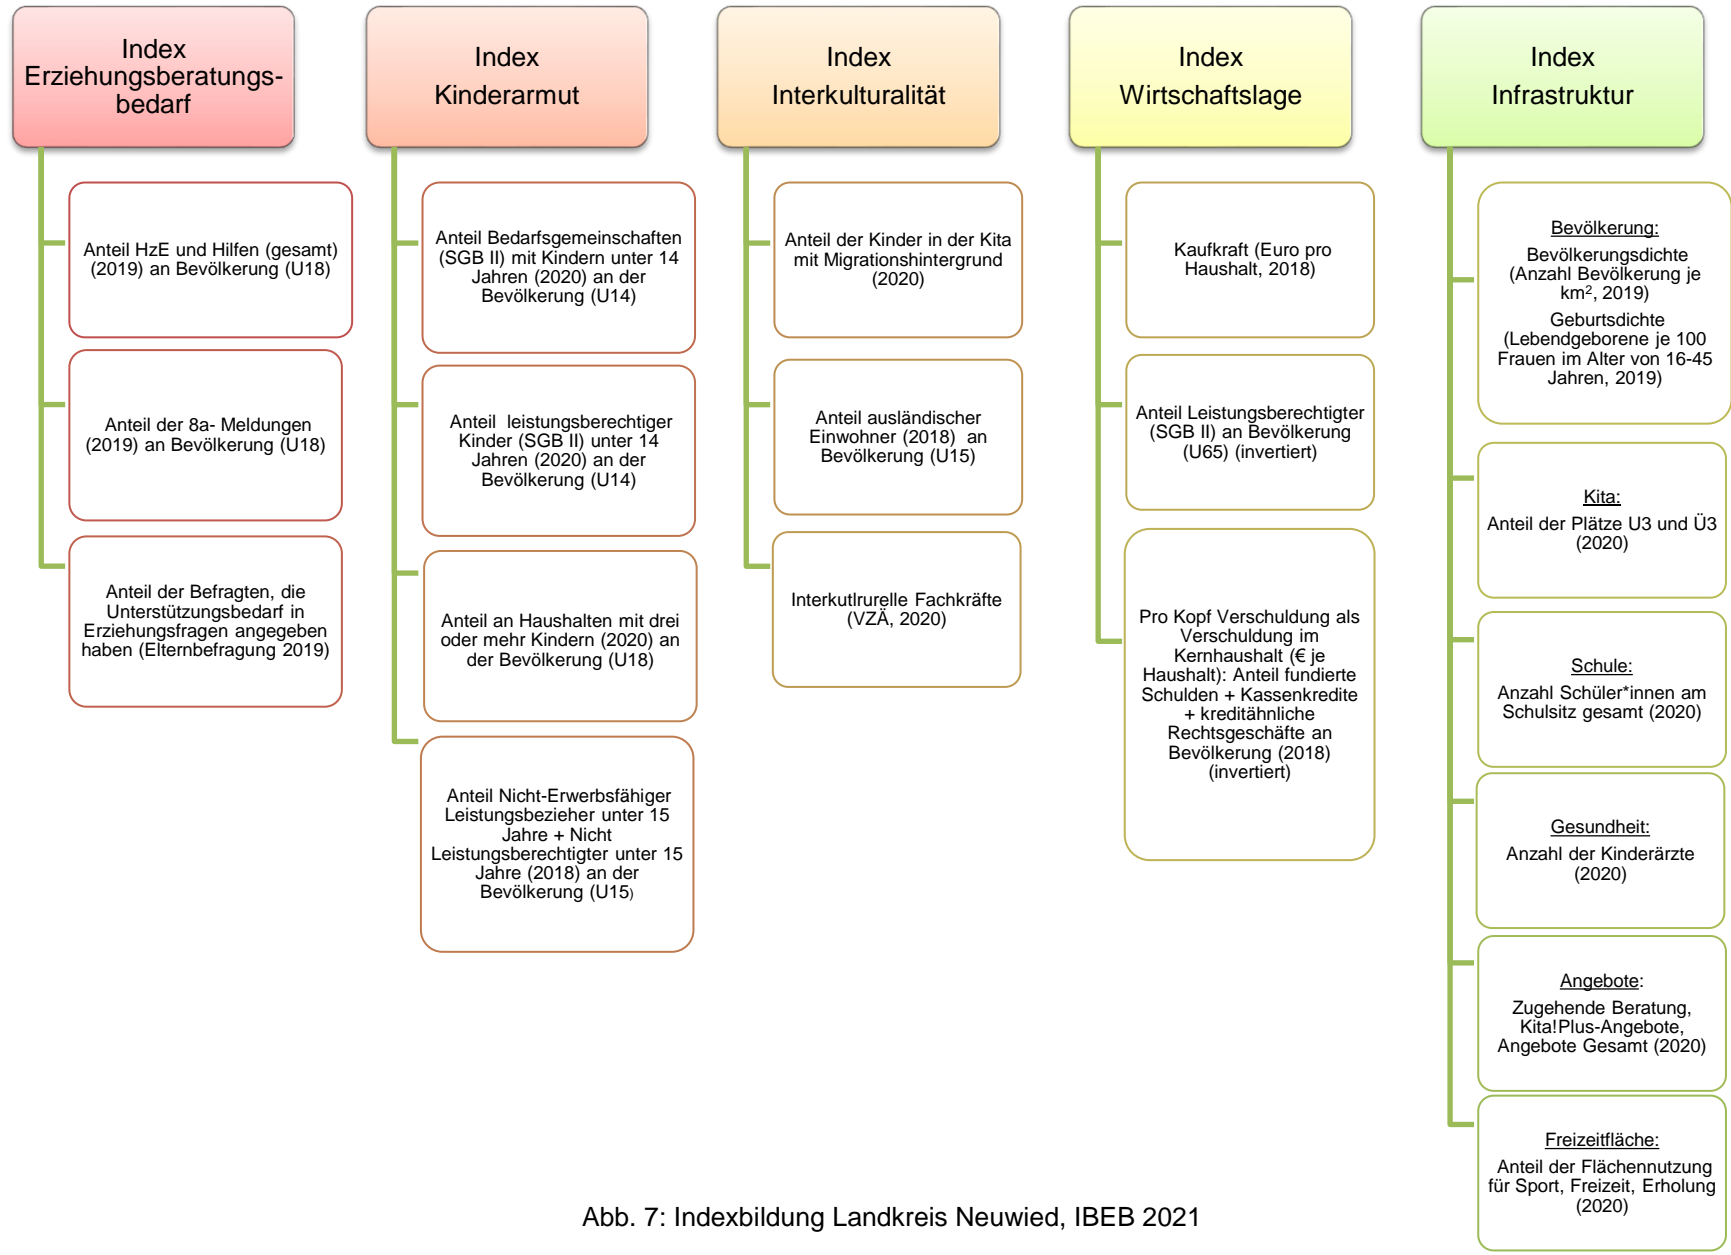 Index
Erziehungsberatungs-
bedarf
Anteil HzE und Hilfen (gesamt)
(2019) an Bevölkerung (U18)
Anteil der 8a- Meldungen
(2019) an Bevölkerung (U18)
Anteil der Befragten, die
Unterstützungsbedarf in
Erziehungsfragen angegeben
haben (Elternbefragung 2019)
Index
Kinderarmut
Anteil Bedarfsgemeinschaften
(SGB II) mit Kindern unter 14
Jahren (2020) an der
Bevölkerung (U14)
Anteil leistungsberechtiger
Kinder (SGB II) unter 14
Jahren (2020) an der
Bevölkerung (U14)
Anteil an Haushalten mit drei
oder mehr Kindern (2020) an
der Bevölkerung (U18)
Anteil Nicht-Erwerbsfähiger
Leistungsbezieher unter 15
Jahre + Nicht
Leistungsberechtigter unter 15
Jahre (2018) an der
Bevölkerung (U15)
Index
Interkulturalität
Anteil der Kinder in der Kita
mit Migrationshintergrund
(2020)
Anteil ausländischer
Einwohner (2018) an
Bevölkerung (U15)
Interkutlrurelle Fachkräfte
(VZÄ, 2020)
Index
Wirtschaftslage
Kaufkraft (Euro pro
Haushalt, 2018)
Anteil Leistungsberechtigter
(SGB II) an Bevölkerung
(U65) (invertiert)
Pro Kopf Verschuldung als
Verschuldung im
Kernhaushalt (€ je
Haushalt): Anteil fundierte
Schulden + Kassenkredite
+ kreditähnliche
Rechtsgeschäfte an
Bevölkerung (2018)
(invertiert)
Index
Infrastruktur
Bevölkerung:
Bevölkerungsdichte
(Anzahl Bevölkerung je
km², 2019)
Geburtsdichte
(Lebendgeborene je 100
Frauen im Alter von 16-45
Jahren, 2019)
Kita:
Anteil der Plätze U3 und Ü3
(2020)
Schule:
Anzahl Schüler*innen am
Schulsitz gesamt (2020)
Gesundheit:
Anzahl der Kinderärzte
(2020)
Angebote:
Zugehende Beratung,
Kita!Plus-Angebote,
Angebote Gesamt (2020)
Freizeitfläche:
Anteil der Flächennutzung
für Sport, Freizeit, Erholung
(2020)
Abb. 7: Indexbildung Landkreis Neuwied, IBEB 2021